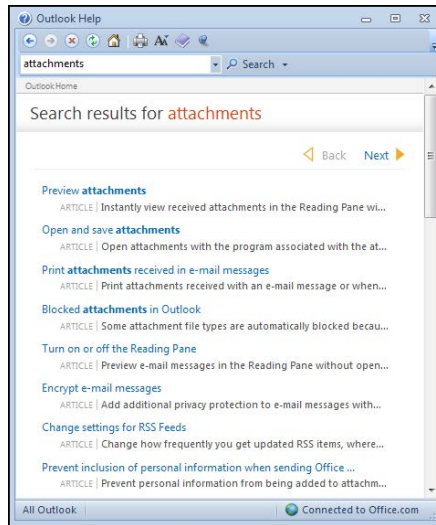 Outlook Help
attachments
Search
Outlook Home
Search results for attachments
Back Next
Preview attachments
ARTICLE | Instantly view received attachments in the Reading Pane wi...
Open and save attachments
ARTICLE | Open attachments with the program associated with the at...
Print attachments received in e-mail messages
ARTICLE | Print attachments received with an e-mail message or when...
Blocked attachments in Outlook
ARTICLE | Some attachment file types are automatically blocked becau...
Turn on or off the Reading Pane
ARTICLE | Preview e-mail messages in the Reading Pane without open...
Encrypt e-mail messages
ARTICLE | Add additional privacy protection to e-mail messages with...
Change settings for RSS Feeds
ARTICLE | Change how frequently you get updated RSS items, where...
Prevent inclusion of personal information when sending Office ...
ARTICLE | Prevent personal information from being added to attachm...
All Outlook Connected to Office.com